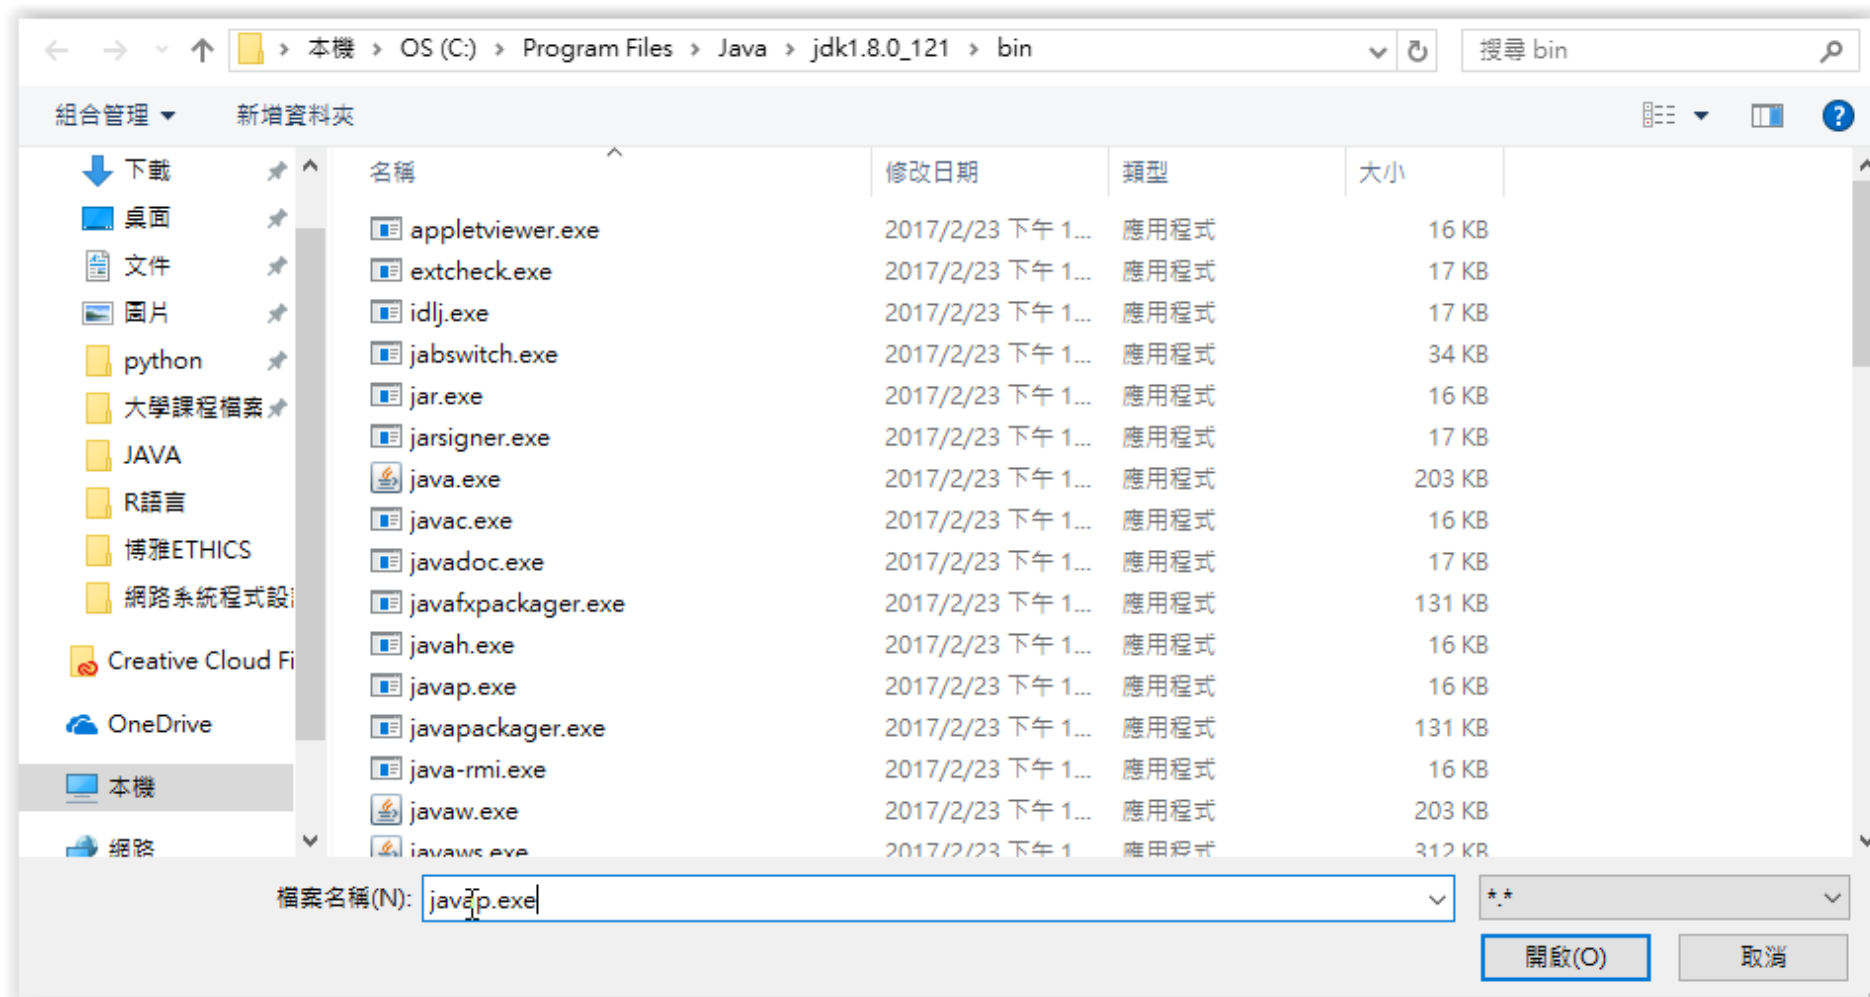 本機 > OS (C:) > Program Files > Java > jdk1.8.0_121 > bin
搜尋 bin
組合管理
新增資料夾
下載
桌面
文件
圖片
python
大學課程檔案
JAVA
R語言
博雅ETHICS
網路系統程式設
Creative Cloud Fi
OneDrive
本機
網路
名稱 修改日期 類型 大小
appletviewer.exe 2017/2/23 下午 1... 應用程式 16 KB
extcheck.exe 2017/2/23 下午 1... 應用程式 17 KB
idlj.exe 2017/2/23 下午 1... 應用程式 17 KB
jabswitch.exe 2017/2/23 下午 1... 應用程式 34 KB
jar.exe 2017/2/23 下午 1... 應用程式 16 KB
jarsigner.exe 2017/2/23 下午 1... 應用程式 17 KB
java.exe 2017/2/23 下午 1... 應用程式 203 KB
javac.exe 2017/2/23 下午 1... 應用程式 16 KB
javadoc.exe 2017/2/23 下午 1... 應用程式 17 KB
javafxpackager.exe 2017/2/23 下午 1... 應用程式 131 KB
javah.exe 2017/2/23 下午 1... 應用程式 16 KB
javap.exe 2017/2/23 下午 1... 應用程式 16 KB
javapackager.exe 2017/2/23 下午 1... 應用程式 131 KB
java-rmi.exe 2017/2/23 下午 1... 應用程式 16 KB
javaw.exe 2017/2/23 下午 1... 應用程式 203 KB
javaws.exe 2017/2/23 下午 1 應用程式 312 KB
檔案名稱(N): javap.exe
*.*
開啟(O)
取消